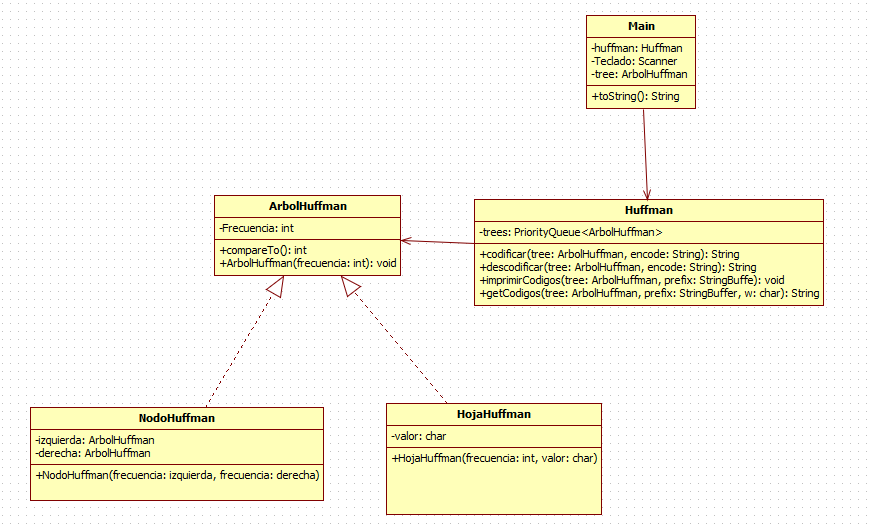 Main
-huffman: Huffman
-Teclado: Scanner
-tree: ArbolHuffman
+toString(): String
ArbolHuffman
-Frecuencia: int
+compareTo(): int
+ArbolHuffman(frecuencia: int): void
Huffman
-trees: PriorityQueue<ArbolHuffman>
+codificar(tree: ArbolHuffman, encode: String): String
+descodificar(tree: ArbolHuffman, encode: String): String
+imprimirCodigos(tree: ArbolHuffman, prefix: StringBuffe): void
+getCodigos(tree: ArbolHuffman, prefix: StringBuffer, w: char): String
NodoHuffman
-izquierda: ArbolHuffman
-derecha: ArbolHuffman
+NodoHuffman(frecuencia: izquierda, frecuencia: derecha)
HojaHuffman
-valor: char
+HojaHuffman(frecuencia: int, valor: char)